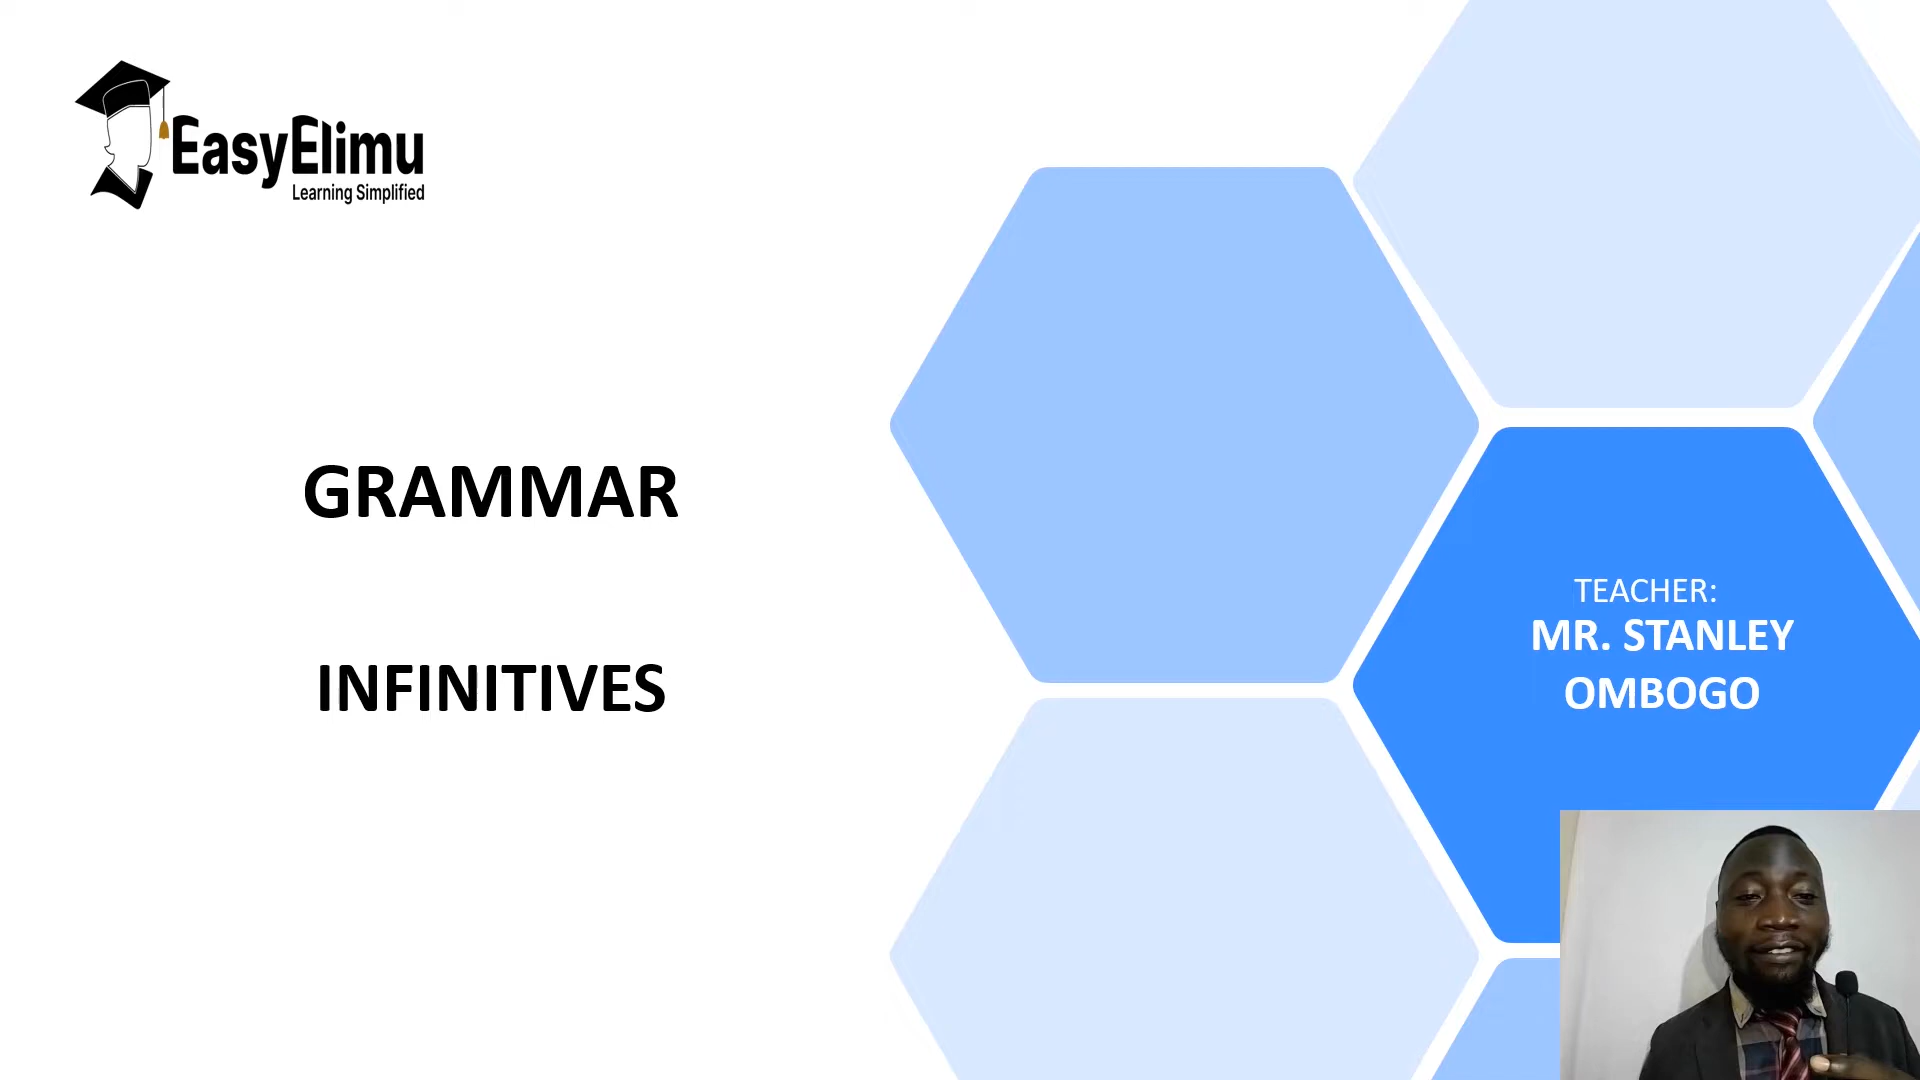 EasyElimu
Learning Simplified
GRAMMAR
INFINITIVES
TEACHER:
MR. STANLEY
OMBOGO